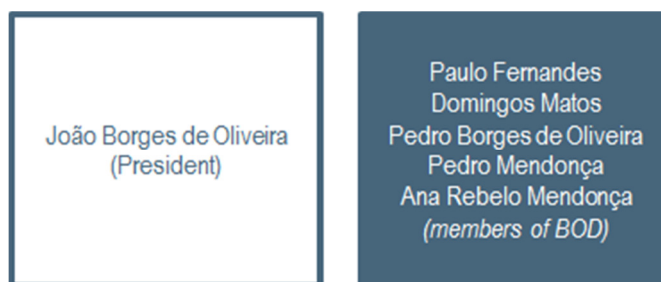 João Borges de Oliveira
(President)
Paulo Fernandes
Domingos Matos
Pedro Borges de Oliveira
Pedro Mendonça
Ana Rebelo Mendonça
(members of BOD)